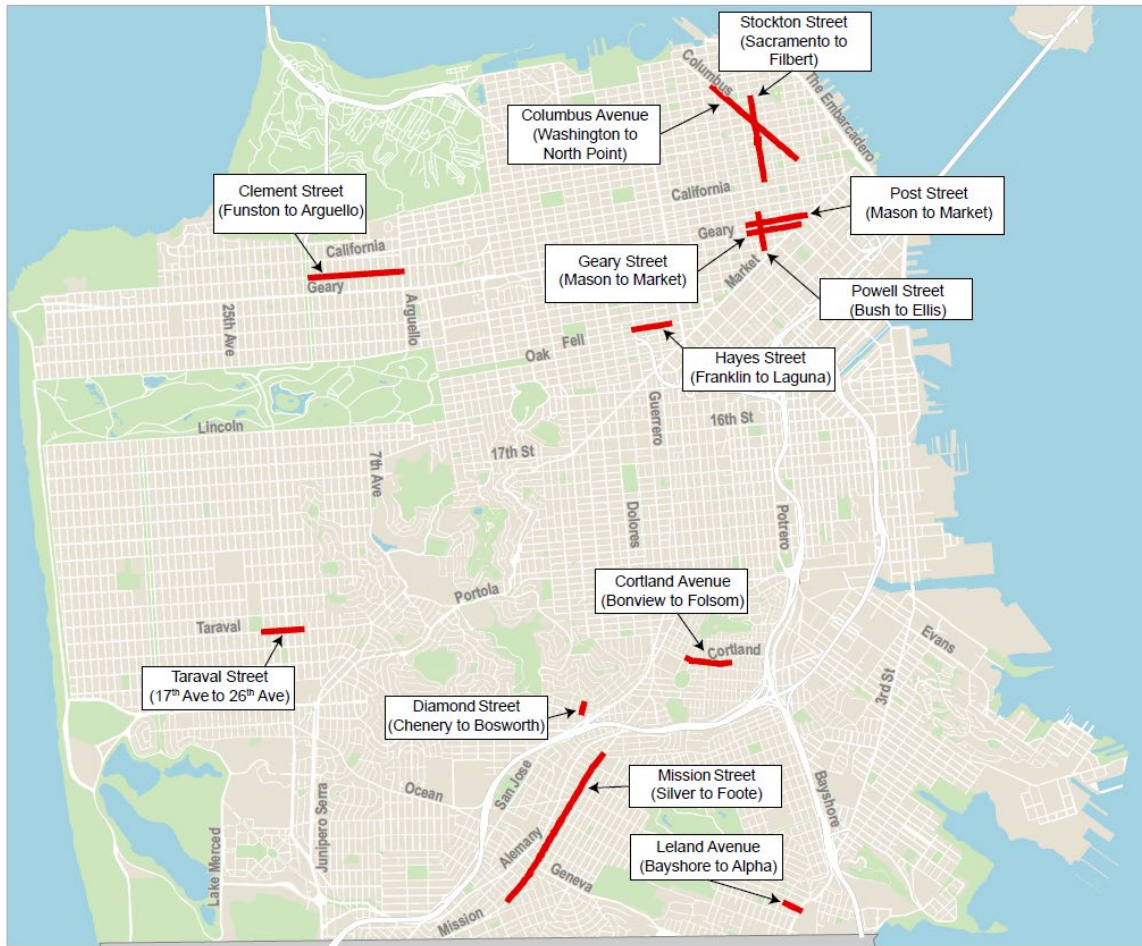 Stockton Street
(Sacramento to
Filbert)
Columbus
The Embarcadero
Columbus Avenue
(Washington to
North Point)
Clement Street
(Funston to Arguello)
California
Post Street
(Mason to Market)
California
Geary
Geary Street
(Mason to Market)
Market
Powell Street
(Bush to Ellis)
Geary
25th Ave
Arguello
Oak
Fell
Hayes Street
(Franklin to Laguna)
Guerrero
16th St
Lincoln
17th St
7th Ave
Dolores
Potrero
Portola
Cortland Avenue
(Bonview to Folsom)
Cortland
Evans
Taraval
Taraval Street
(17th Ave to 26th Ave)
3rd St
Diamond Street
(Chenery to Bosworth)
Ocean
San Jose
Mission Street
(Silver to Foote)
Bayshore
Junipero Serra
Lake Merced
Alemany
Geneva
Leland Avenue
(Bayshore to Alpha)
Mission